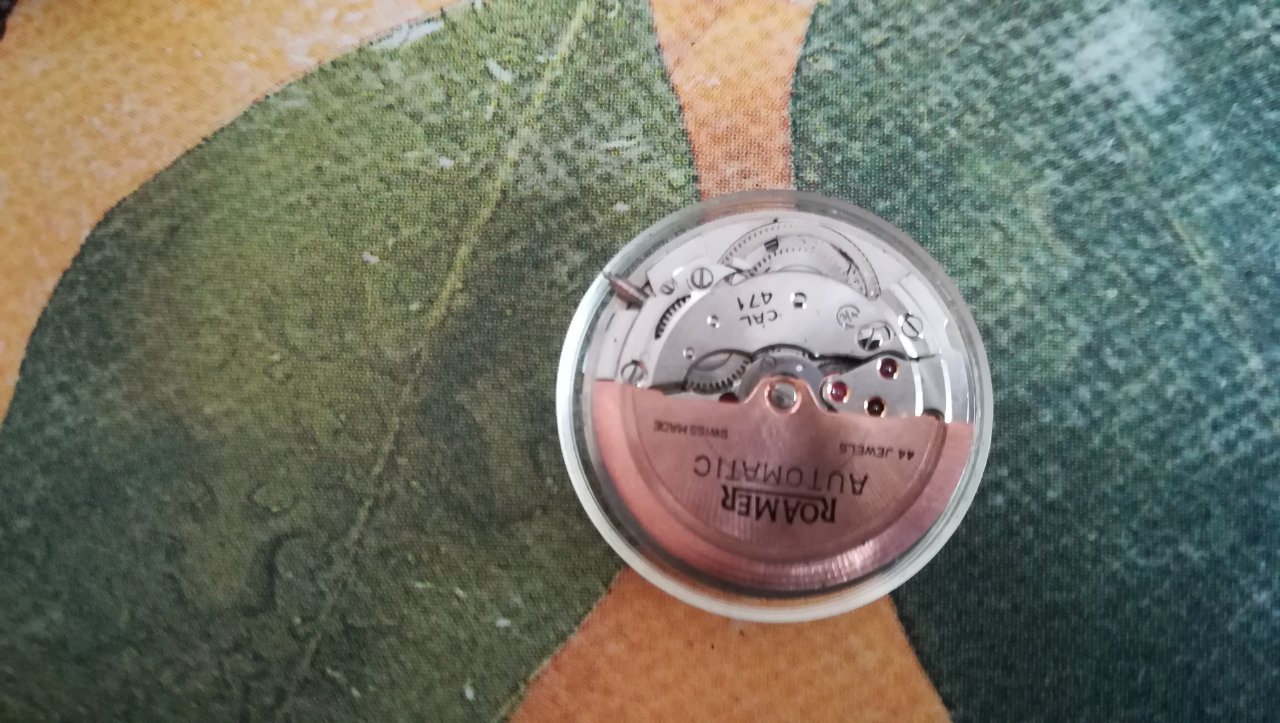 ROAMER
AUTOMATIC
44 JEWELS
SWISS MADE
CAL
471